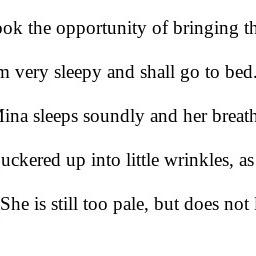 ook the opportunity of bringing th
m very sleepy and shall go to bed.
Mina sleeps soundly and her breath
uckered up into little wrinkles, as
She is still too pale, but does not